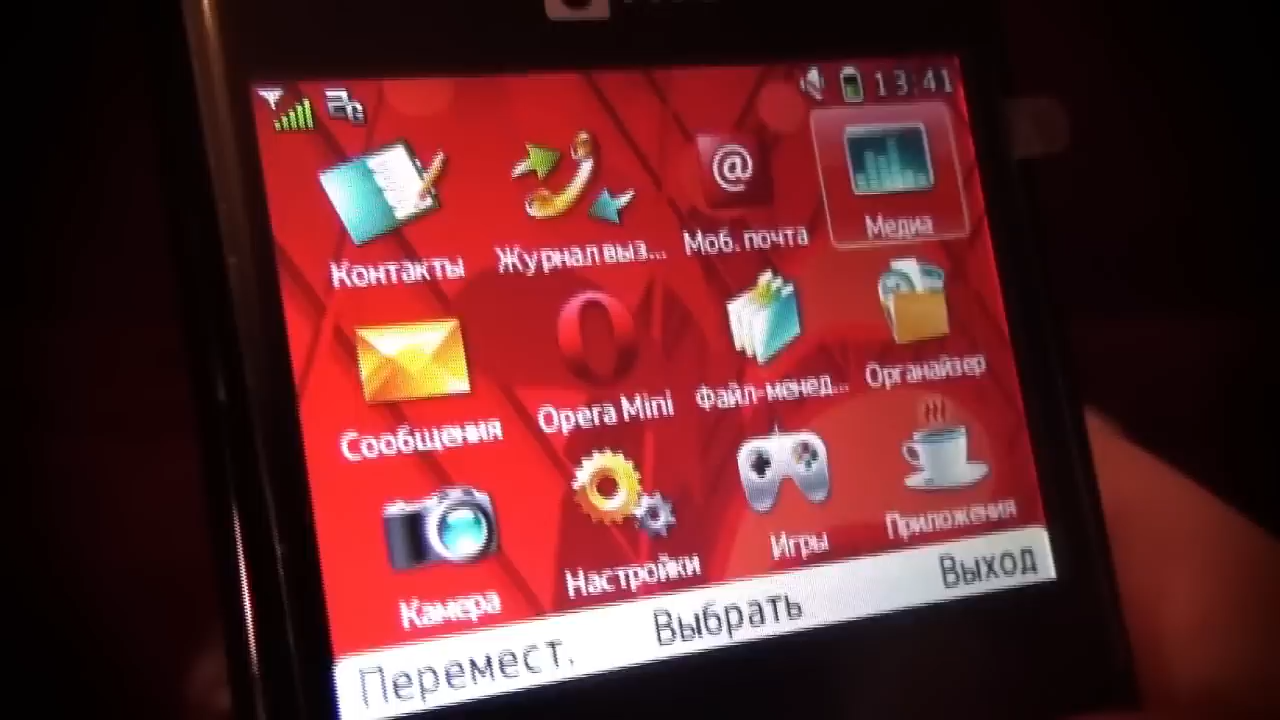 13:41
Контакты
Журнал выз...
Моб. почта
Медиа
Сообщения
Opera Mini
Файл-менед...
Органайзер
Камера
Настройки
Игры
Приложения
Перемест.
Выбрать
Выход